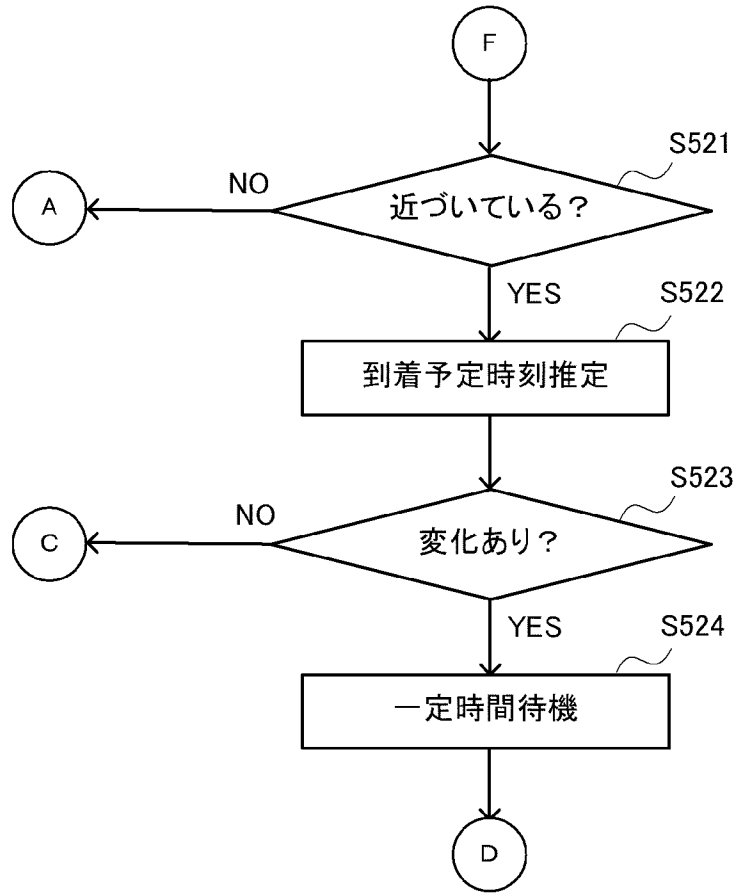 F
S521
NO
近づいている？
A
YES
S522
到着予定時刻推定
S523
NO
変化あり？
C
YES
S524
一定時間待機
D